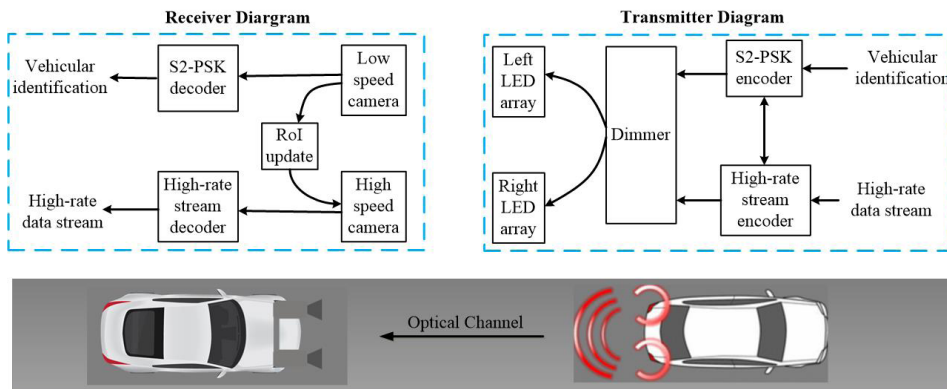 Receiver Diargram
Transmitter Diagram
Vehicular
identification
S2-PSK
decoder
Low
speed
camera
RoI
update
High-rate
data stream
High-rate
stream
decoder
High
speed
camera
Left
LED
array
Right
LED
array
Dimmer
S2-PSK
encoder
Vehicular
identification
High-rate
stream
encoder
High-rate
data stream
Optical Channel